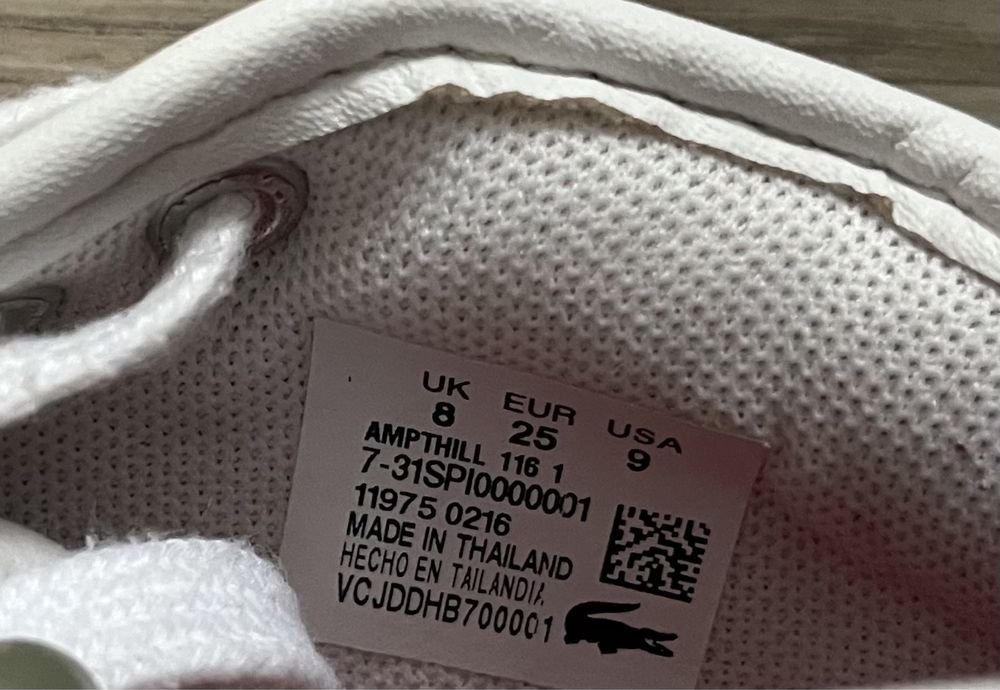 UK EUR USA
8 25 9
AMPTHILL 116 1
7-31SPI0000001
11975 0216
MADE IN THAILAND
HECHO EN TAILANDIA
VCJDDHB700001